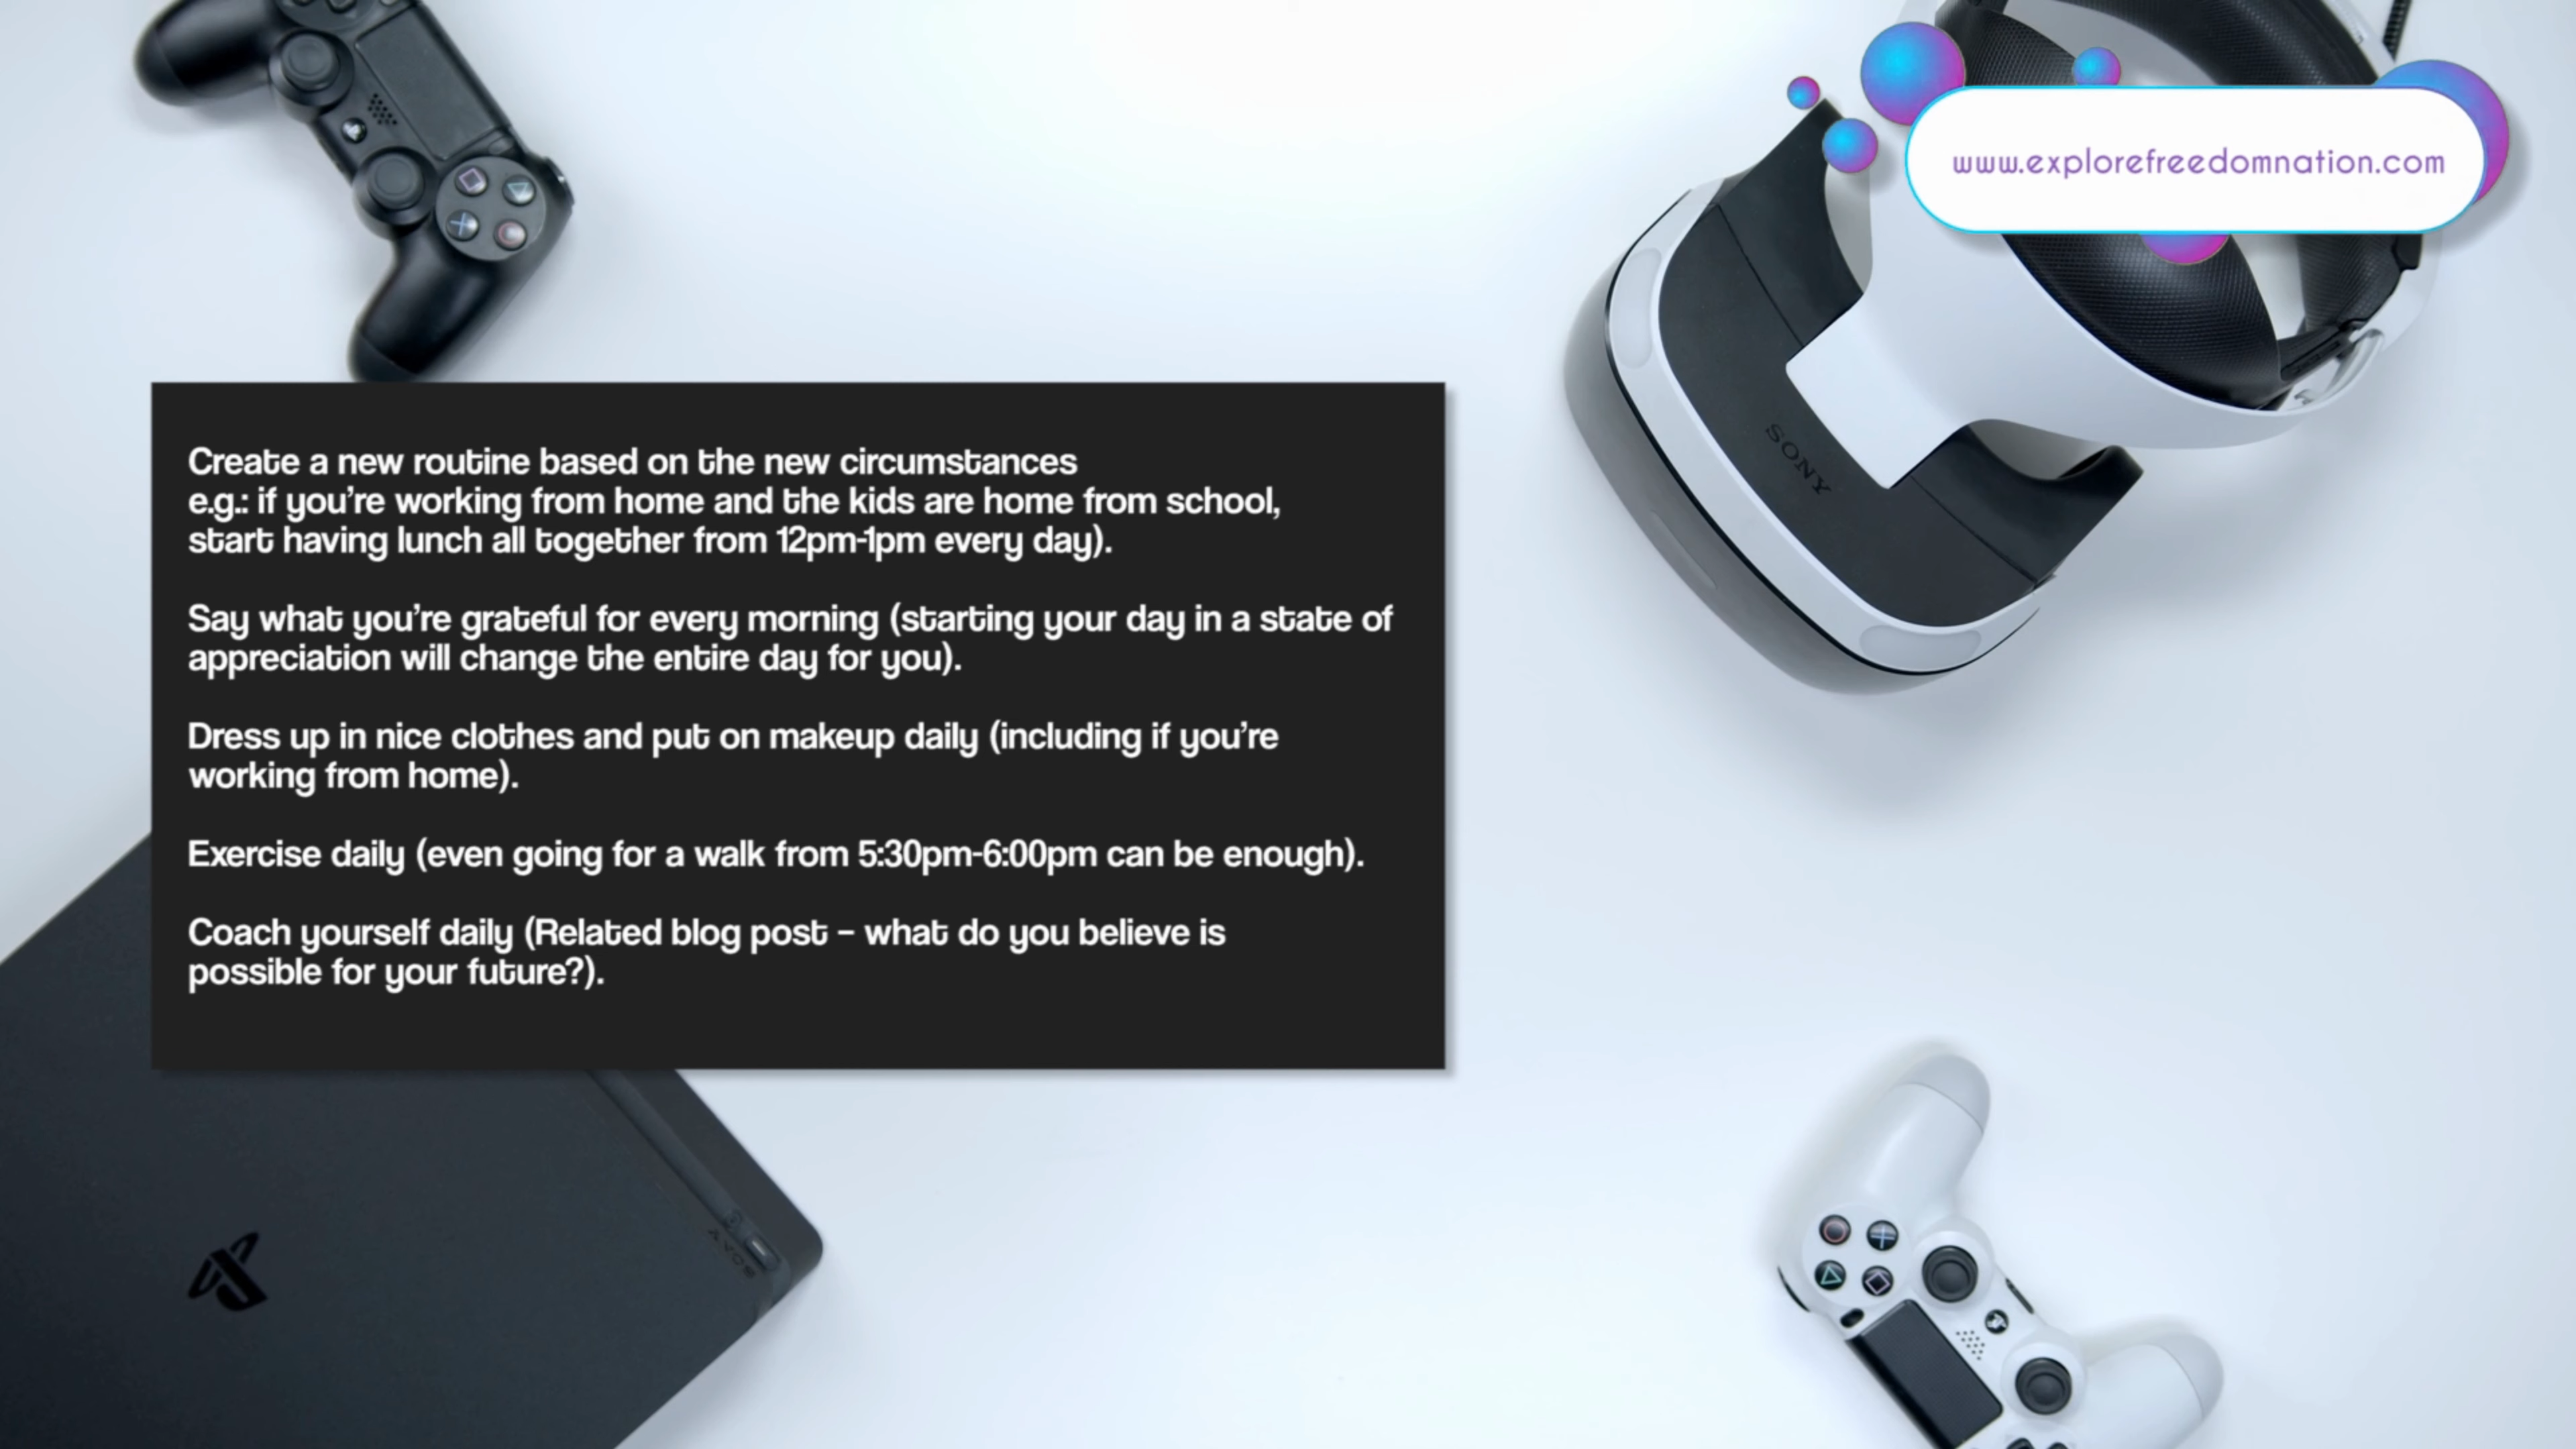 www.explorefreedomnation.com
SONY
Create a new routine based on the new circumstances
e.g.: if you're working from home and the kids are home from school,
start having lunch all together from 12pm-1pm every day).
Say what you're grateful for every morning (starting your day in a state of
appreciation will change the entire day for you).
Dress up in nice clothes and put on makeup daily (including if you're
working from home).
Exercise daily (even going for a walk from 5:30pm-6:00pm can be enough).
Coach yourself daily (Related blog post – what do you believe is
possible for your future?).
SONY